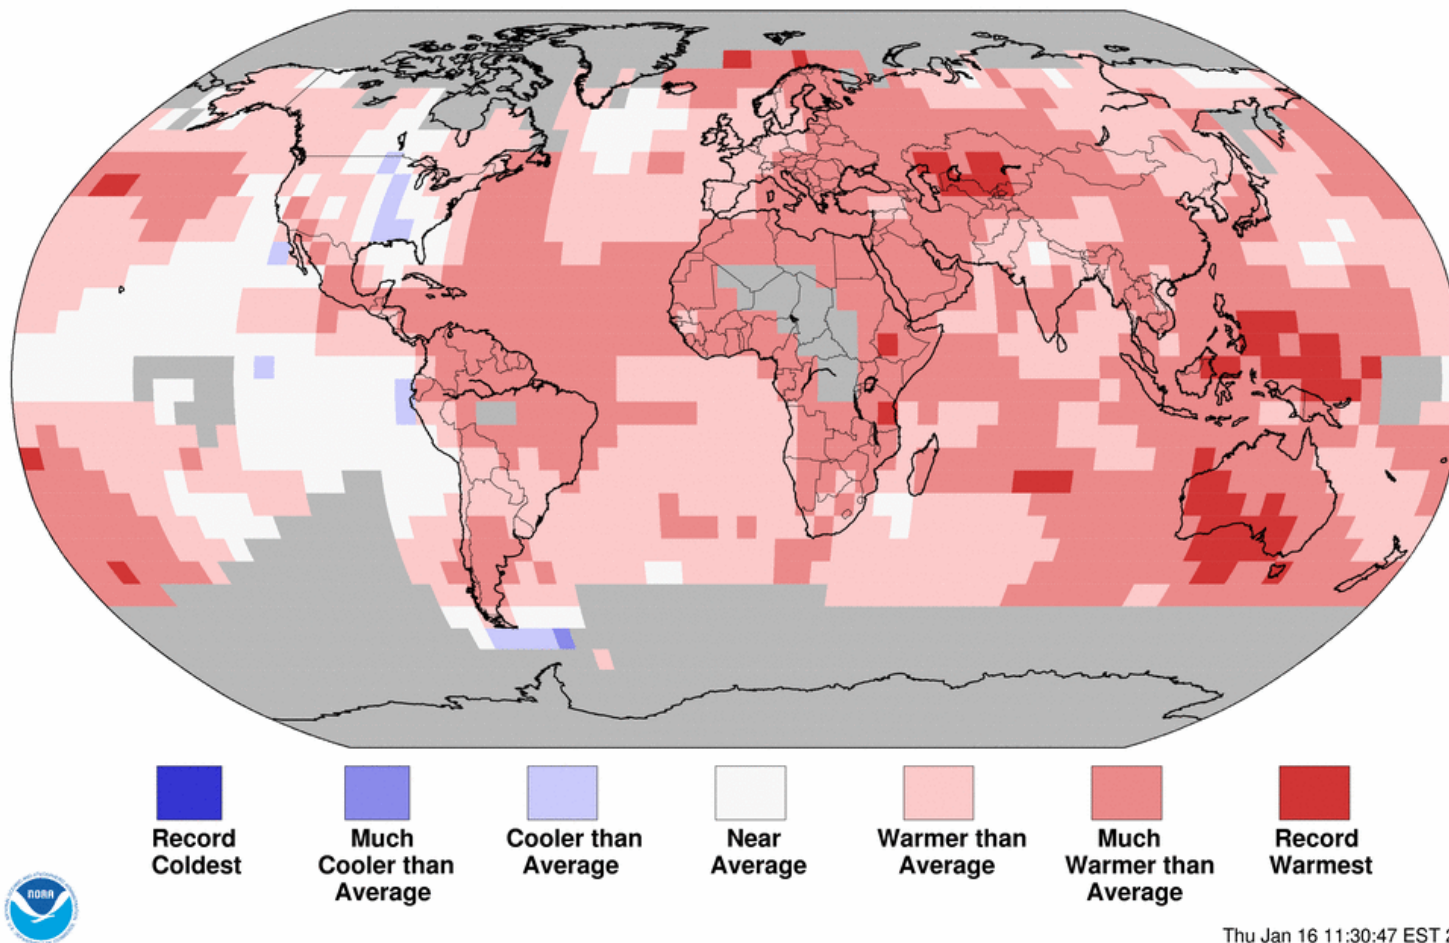 Record
Coldest
Much
Cooler than
Average
Cooler than
Average
Near
Average
Warmer than
Average
Much
Warmer than
Average
Record
Warmest
NOAA
Thu Jan 16 11:30:47 EST